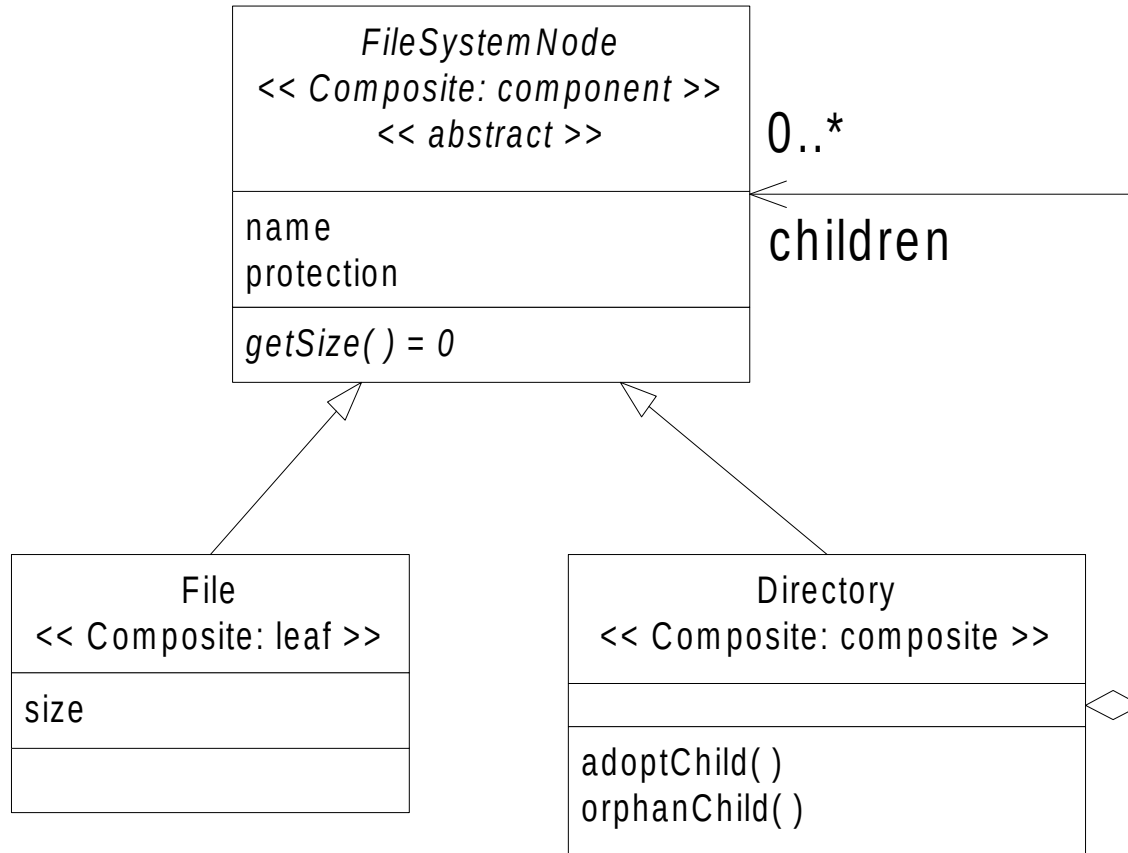 FileSystemNode
<< Composite: component >>
<< abstract >>
0..*
name
protection
children
getSize( ) = 0
File
<< Composite: leaf >>
size
Directory
<< Composite: composite >>
adoptChild( )
orphanChild( )